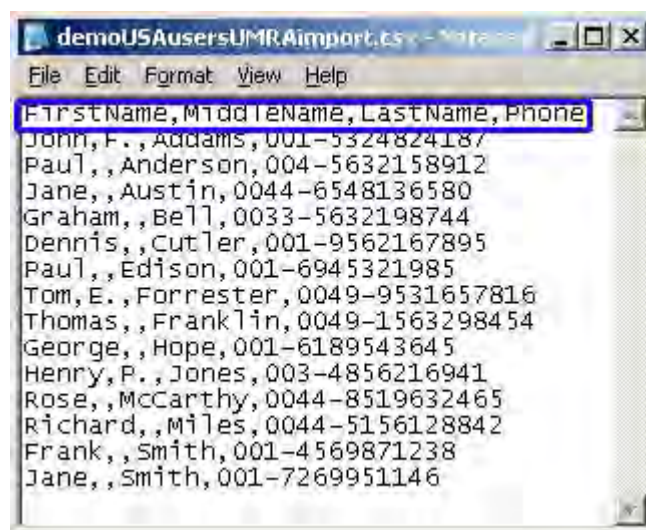 demoUSAusersUMRAimport.csv - Notepad
File Edit Format View Help
FirstName,MiddleName,LastName,Phone
John,F.,Addams,001-5324824187
Paul,,Anderson,004-5632158912
Jane,,Austin,0044-6548136580
Graham,,Bell,0033-5632198744
Dennis,,Cutler,001-9562167895
Paul,,Edison,001-6945321985
Tom,E.,Forrester,0049-9531657816
Thomas,,Franklin,0049-1563298454
George,,Hope,001-6189543645
Henry,P.,Jones,003-4856216941
Rose,,McCarthy,0044-8519632465
Richard,,Miles,0044-5156128842
Frank,,Smith,001-4569871238
Jane,,Smith,001-7269951146